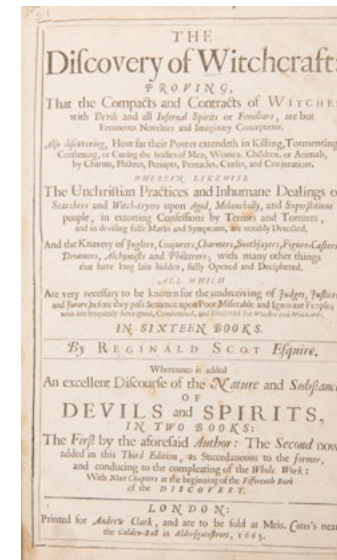 THE
Discovery of Witchcraft:
PROVING,
That the Compacts and Contracts of WITCHES
with Devils and all Infernal Spirits or Familiars, are but
Erroneous Novelties and Imaginary Conceptions.
Also discovering, How far their Power extendeth in Killing, Tormenting,
Consuming, or Curing the bodies of Men, Women, Children, or Animals,
by Charms, Philtres, Periapts, Pentacles, Curses, and Conjurations.
WHEREIN LIKEWISE
The Unchristian Practices and Inhumane Dealings of
Searchers and Witch-tryers upon Aged, Melancholly, and Superstitious
people, in extorting Confessions by Terrors and Tortures,
and in devising false Marks and Symptoms, are notably Detected.
And the Knavery of Juglers, Conjurers, Charmers, Soothsayers, Figure-Casters,
Dreamers, Alchymists and Philterers; with many other things
that have long lain hidden, fully Opened and Deciphered.
ALL WHICH
Are very necessary to be known for the undeceiving of Judges, Justices,
and Jurors, before they pass Sentence upon Poor, Miserable and Ignorant People;
who are frequently Arraigned, Condemned, and Executed for Witches and Wizzards.
IN SIXTEEN BOOKS.
By REGINALD SCOT Esquire.
Whereunto is added
An excellent Discourse of the Nature and Substance
OF
DEVILS and SPIRITS,
IN TWO BOOKS:
The First by the aforesaid Author: The Second now
added in this Third Edition, as Succedaneous to the former,
and conducing to the compleating of the Whole Work:
With Nine Chapters at the beginning of the Fifteenth Book
of the DISCOVERY.
LONDON:
Printed for Andrew Clark, and are to be sold at Mris. Cotes's near
the Golden-Ball in Aldersgatestreet, 1665.